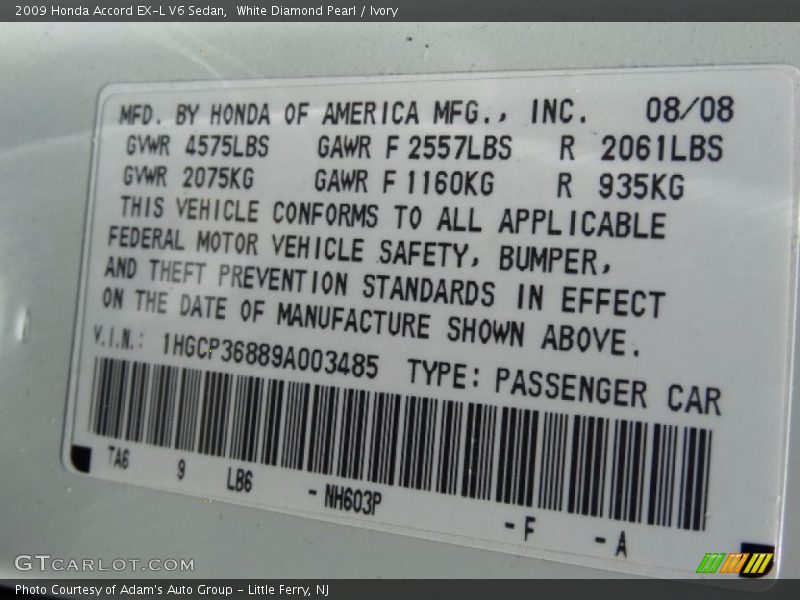 2009 Honda Accord EX-L V6 Sedan,  White Diamond Pearl / Ivory
MFD. BY HONDA OF AMERICA MFG., INC. 08/08
GVWR 4575LBS GAWR F 2557LBS R 2061LBS
GVWR 2075KG GAWR F 1160KG R 935KG
THIS VEHICLE CONFORMS TO ALL APPLICABLE
FEDERAL MOTOR VEHICLE SAFETY, BUMPER,
AND THEFT PREVENTION STANDARDS IN EFFECT
ON THE DATE OF MANUFACTURE SHOWN ABOVE.
V.I.N.: 1HGCP36889A003485 TYPE: PASSENGER CAR
TA6 9 LB6 - NH603P - F - A
GTCARLOT.COM
Photo Courtesy of Adam's Auto Group - Little Ferry, NJ